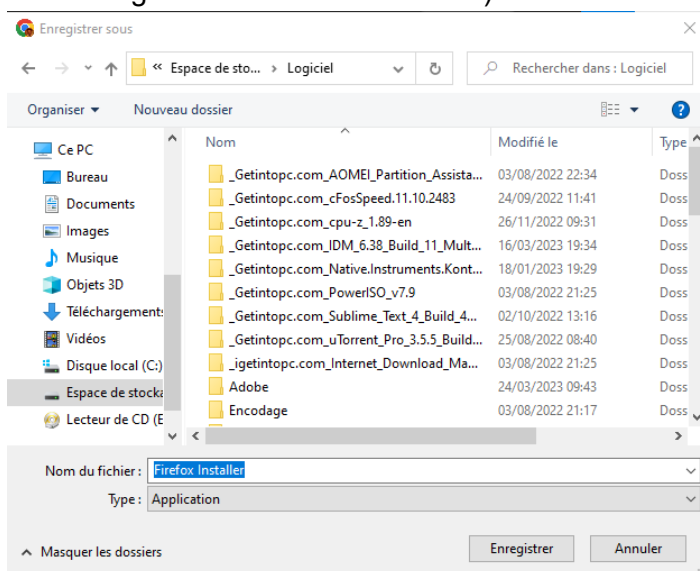 Enregistrer sous
« Espace de sto... › Logiciel
Rechercher dans : Logiciel
Organiser
Nouveau dossier
?
Ce PC
Bureau
Documents
Images
Musique
Objets 3D
Téléchargements
Vidéos
Disque local (C:)
Espace de stocka
Lecteur de CD (E
Nom Modifié le Type
_Getintopc.com_AOMEI_Partition_Assista... 03/08/2022 22:34 Doss
_Getintopc.com_cFosSpeed.11.10.2483 24/09/2022 11:41 Doss
_Getintopc.com_cpu-z_1.89-en 26/11/2022 09:31 Doss
_Getintopc.com_IDM_6.38_Build_11_Mult... 16/03/2023 19:34 Doss
_Getintopc.com_Native.Instruments.Kont... 18/01/2023 19:29 Doss
_Getintopc.com_PowerISO_v7.9 03/08/2022 21:25 Doss
_Getintopc.com_Sublime_Text_4_Build_4... 02/10/2022 13:16 Doss
_Getintopc.com_uTorrent_Pro_3.5.5_Build... 25/08/2022 08:40 Doss
_igetintopc.com_Internet_Download_Ma... 03/08/2022 21:25 Doss
Adobe 24/03/2023 09:43 Doss
Encodage 03/08/2022 21:17 Doss
Nom du fichier : Firefox Installer
Type : Application
Masquer les dossiers
Enregistrer
Annuler